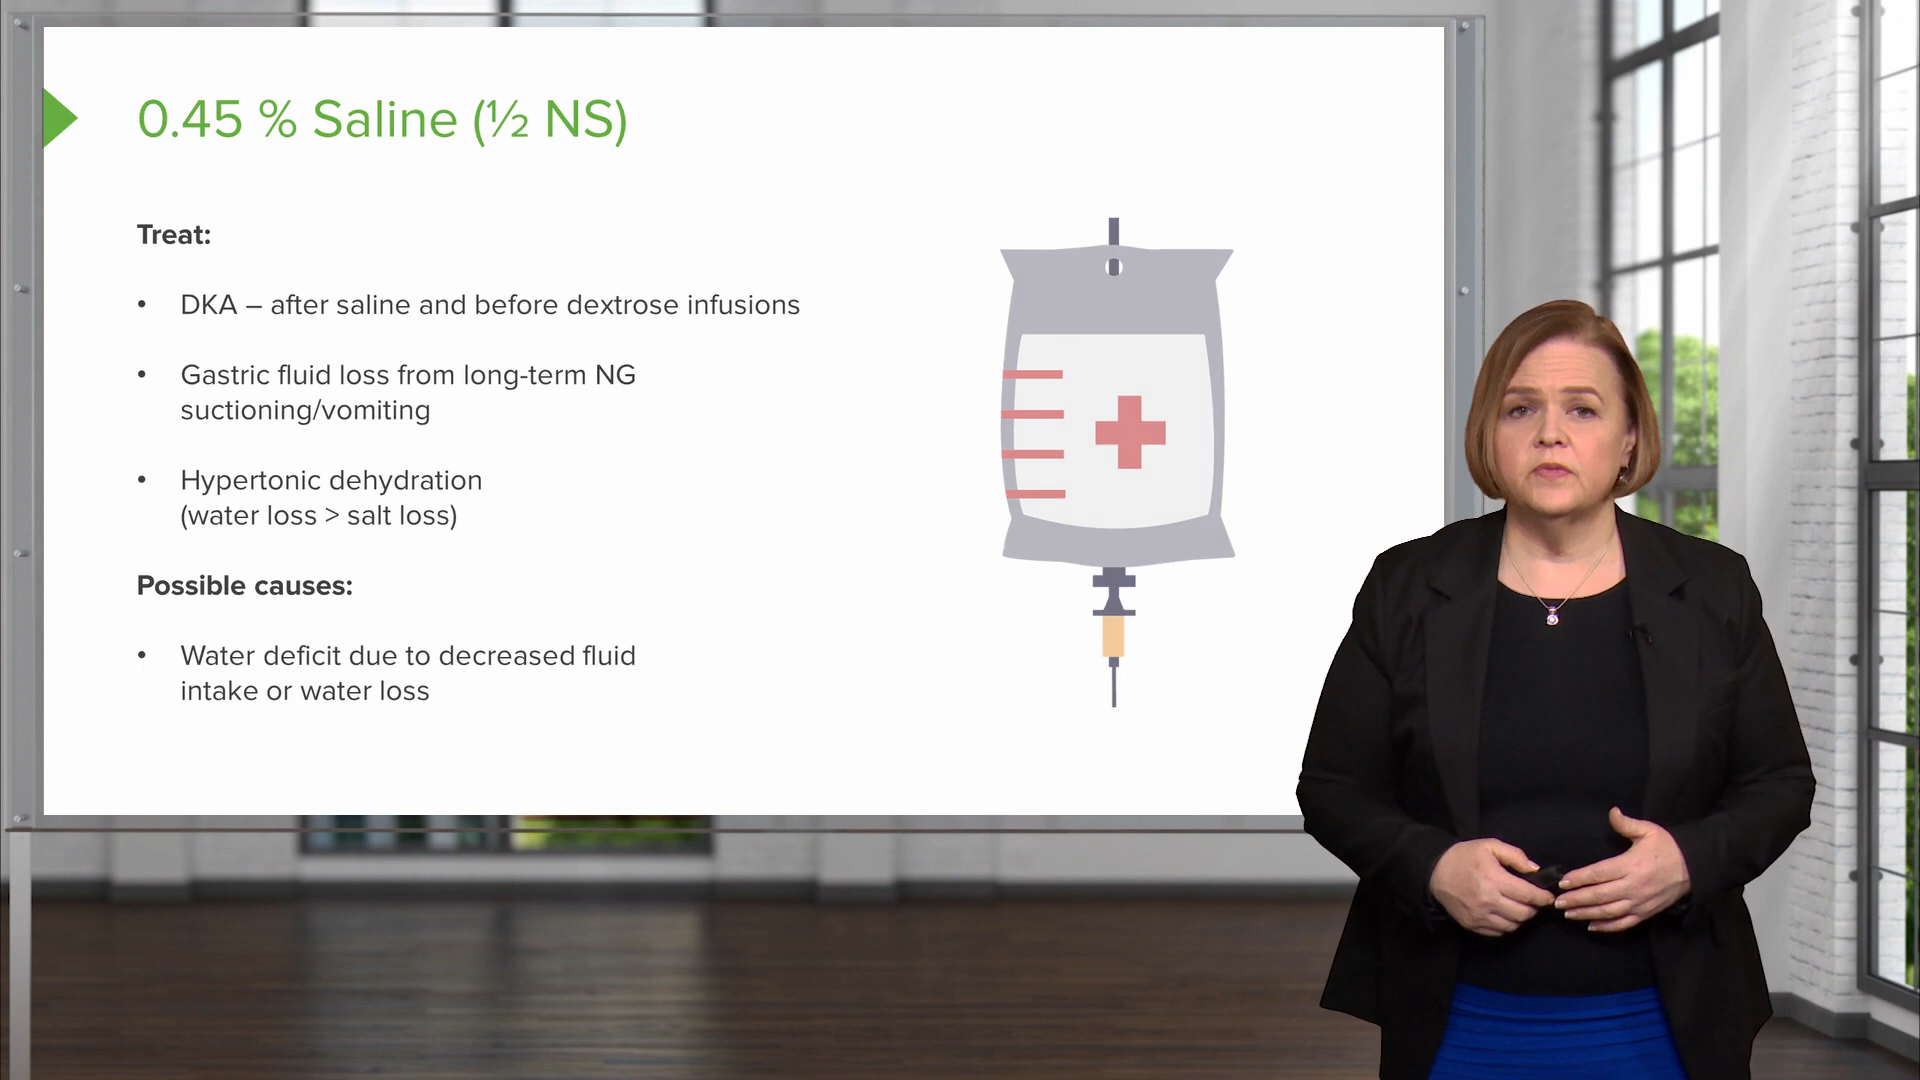 0.45 % Saline (½ NS)
Treat:
• DKA – after saline and before dextrose infusions
• Gastric fluid loss from long-term NG
suctioning/vomiting
• Hypertonic dehydration
(water loss > salt loss)
Possible causes:
• Water deficit due to decreased fluid
intake or water loss